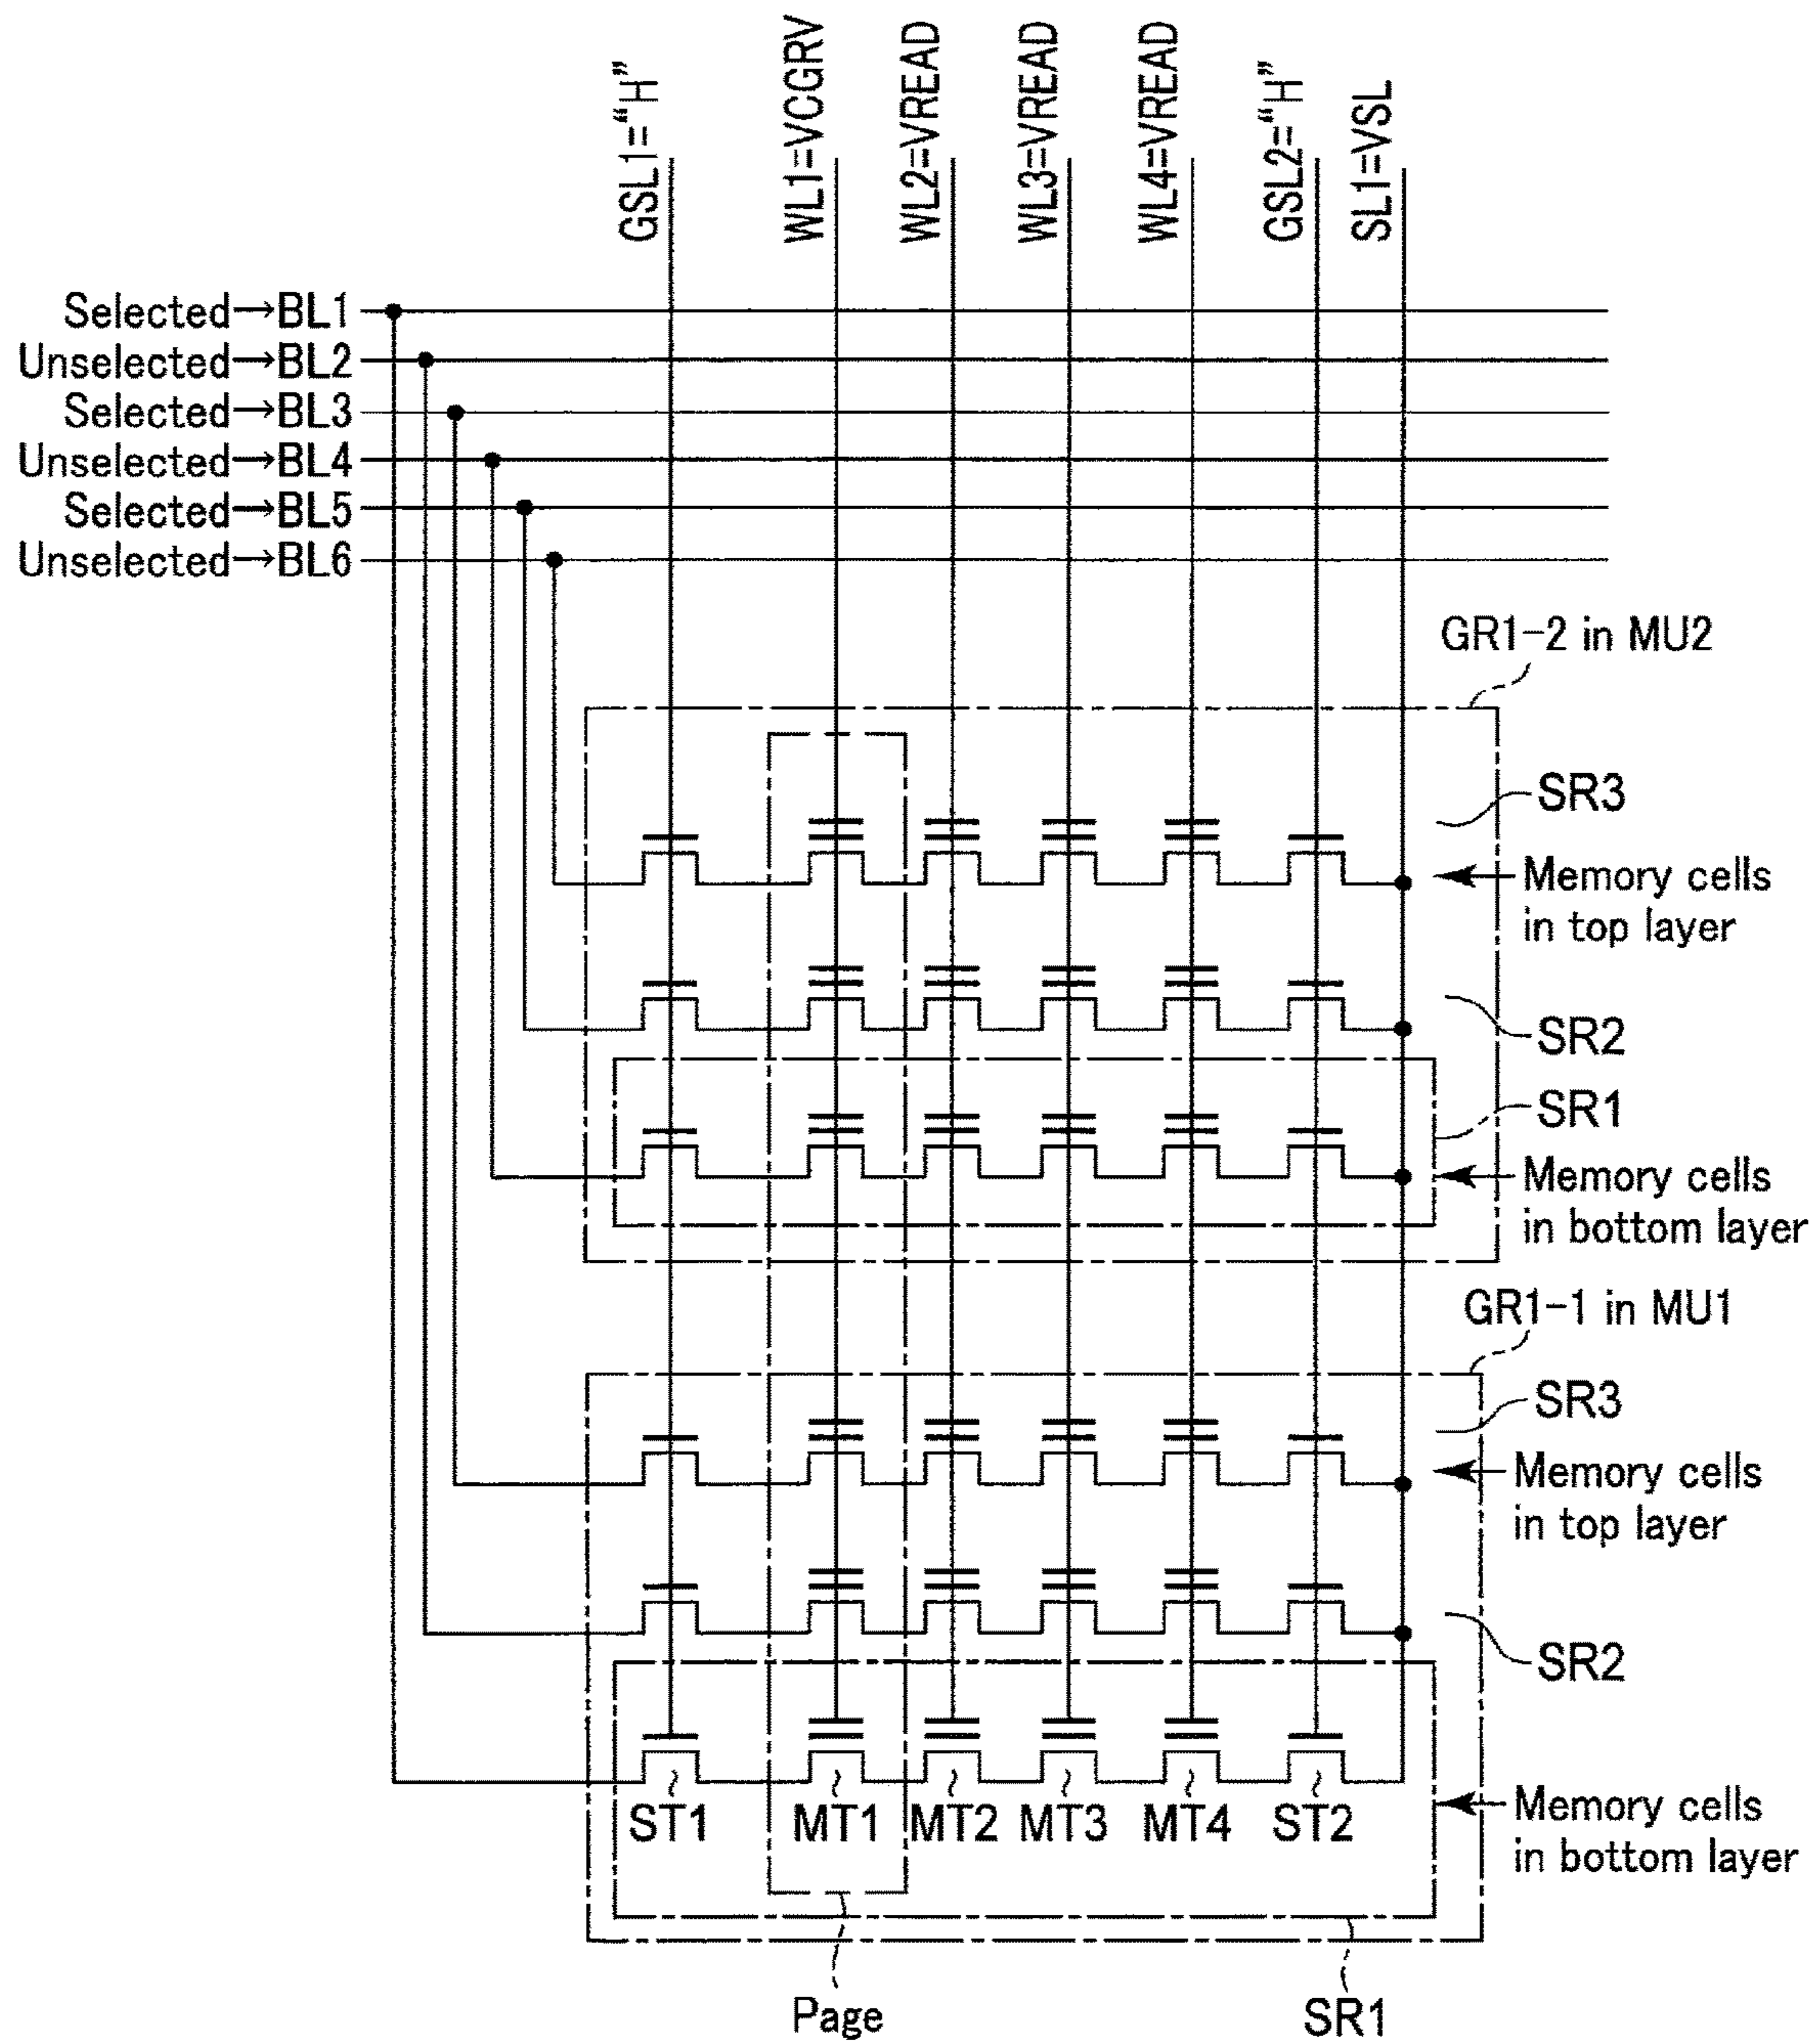 GSL1=“H”
WL1=VCGRV
WL2=VREAD
WL3=VREAD
WL4=VREAD
GSL2=“H”
SL1=VSL
Selected→BL1
Unselected→BL2
Selected→BL3
Unselected→BL4
Selected→BL5
Unselected→BL6
GR1-2 in MU2
SR3
Memory cells
in top layer
SR2
SR1
Memory cells
in bottom layer
GR1-1 in MU1
SR3
Memory cells
in top layer
SR2
ST1 MT1 MT2 MT3 MT4 ST2
Memory cells
in bottom layer
Page
SR1